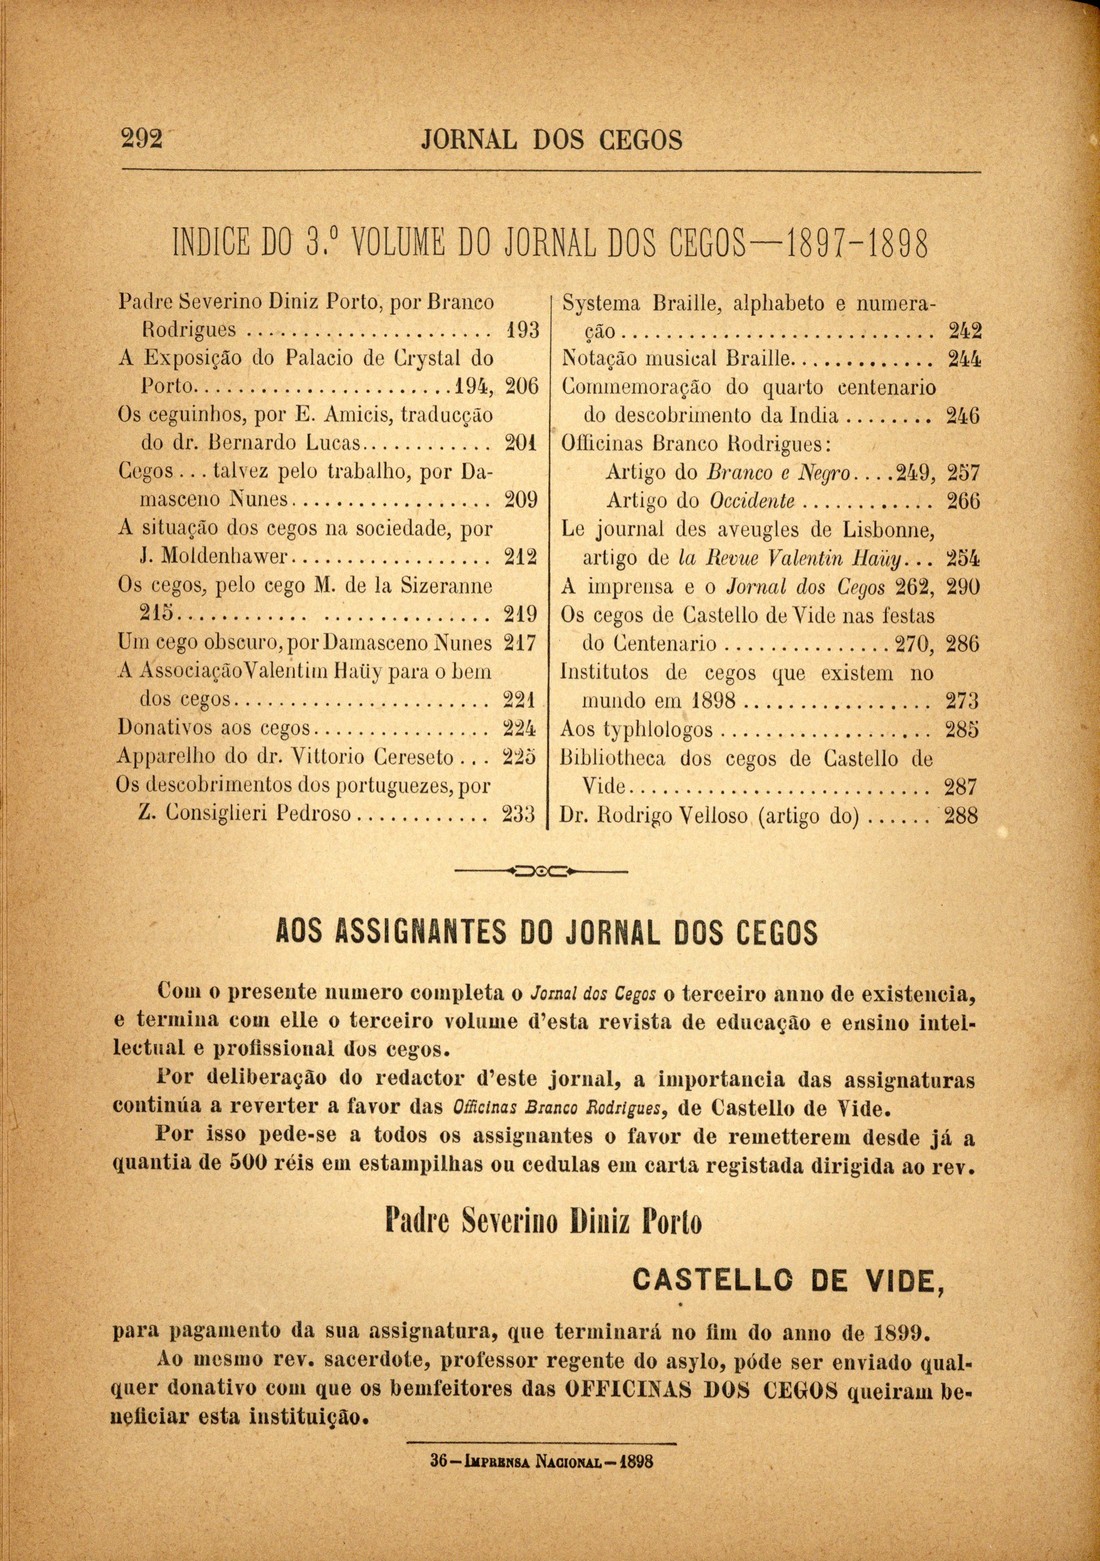 292
JORNAL DOS CEGOS
INDICE DO 3.º VOLUME DO JORNAL DOS CEGOS—1897-1898
Padre Severino Diniz Porto, por Branco
Rodrigues ..................... 193
A Exposição do Palacio de Crystal do
Porto......................194, 206
Os ceguinhos, por E. Amicis, traducção
do dr. Bernardo Lucas............ 201
Cegos... talvez pelo trabalho, por Da-
masceno Nunes.................. 209
A situação dos cegos na sociedade, por
J. Moldenhawer.................. 212
Os cegos, pelo cego M. de la Sizeranne
215............ ............... 219
Um cego obscuro, por Damasceno Nunes 217
A Associação Valentim Haüy para o bem
dos cegos....................... 221
Donativos aos cegos................ 224
Apparelho do dr. Vittorio Cereseto... 225
Os descobrimentos dos portuguezes, por
Z. Consiglieri Pedroso............ 233
Systema Braille, alphabeto e numera-
ção........................... 242
Notação musical Braille............. 244
Commemoração do quarto centenario
do descobrimento da India ........ 246
Officinas Branco Rodrigues:
Artigo do Branco e Negro....249, 257
Artigo do Occidente ............ 266
Le journal des aveugles de Lisbonne,
artigo de la Revue Valentin Haüy... 254
A imprensa e o Jornal dos Cegos 262, 290
Os cegos de Castello de Vide nas festas
do Centenario ...............270, 286
Institutos de cegos que existem no
mundo em 1898 ................. 273
Aos typhlologos ................... 285
Bibliotheca dos cegos de Castello de
Vide.......................... 287
Dr. Rodrigo Velloso (artigo do) ...... 288
AOS ASSIGNANTES DO JORNAL DOS CEGOS
Com o presente numero completa o Jornal dos Cegos o terceiro anno de existencia,
e termina com elle o terceiro volume d'esta revista de educação e ensino intel-
lectual e profissional dos cegos.
Por deliberação do redactor d'este jornal, a importancia das assignaturas
continúa a reverter a favor das Officinas Branco Rodrigues, de Castello de Vide.
Por isso pede-se a todos os assignantes o favor de remetterem desde já a
quantia de 500 réis em estampilhas ou cedulas em carta registada dirigida ao rev.
Padre Severino Diniz Porto
CASTELLO DE VIDE,
para pagamento da sua assignatura, que terminará no fim do anno de 1899.
Ao mesmo rev. sacerdote, professor regente do asylo, póde ser enviado qual-
quer donativo com que os bemfeitores das OFFICINAS DOS CEGOS queiram be-
neficiar esta instituição.
36—IMPRENSA NACIONAL—1898